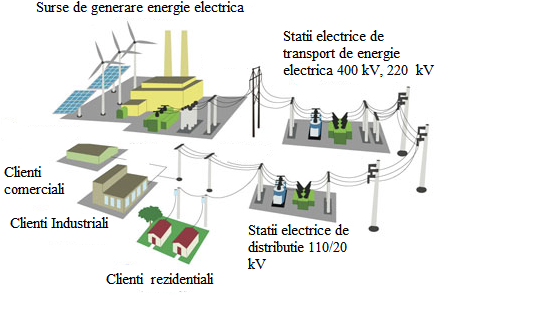 Surse de generare energie electrica
Statii electrice de
transport de energie
electrica 400 kV, 220 kV
Clienti
comerciali
Clienti Industriali
Statii electrice de
distributie 110/20
kV
Clienti rezidentiali